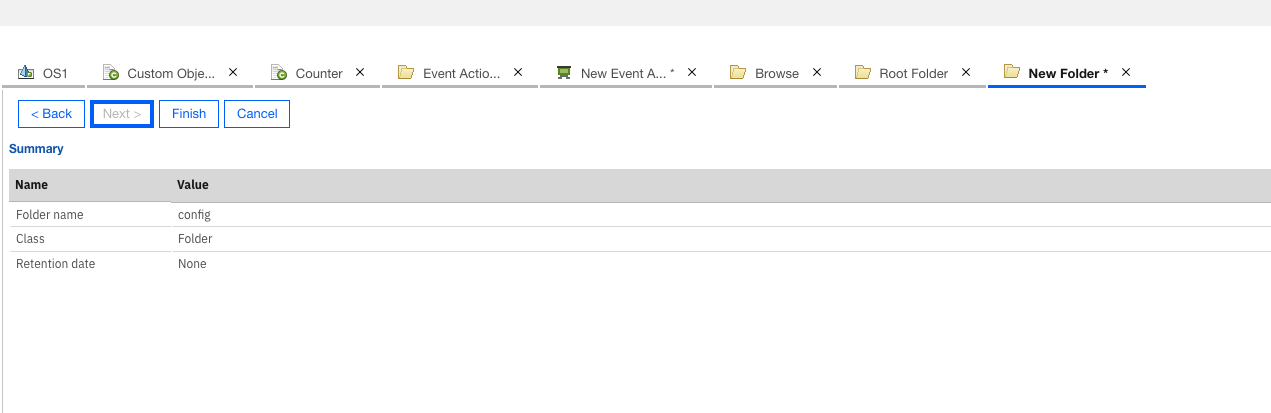 OS1 Custom Obje... Counter Event Actio... New Event A... * Browse Root Folder New Folder *
< Back Next > Finish Cancel
Summary
Name Value
Folder name config
Class Folder
Retention date None